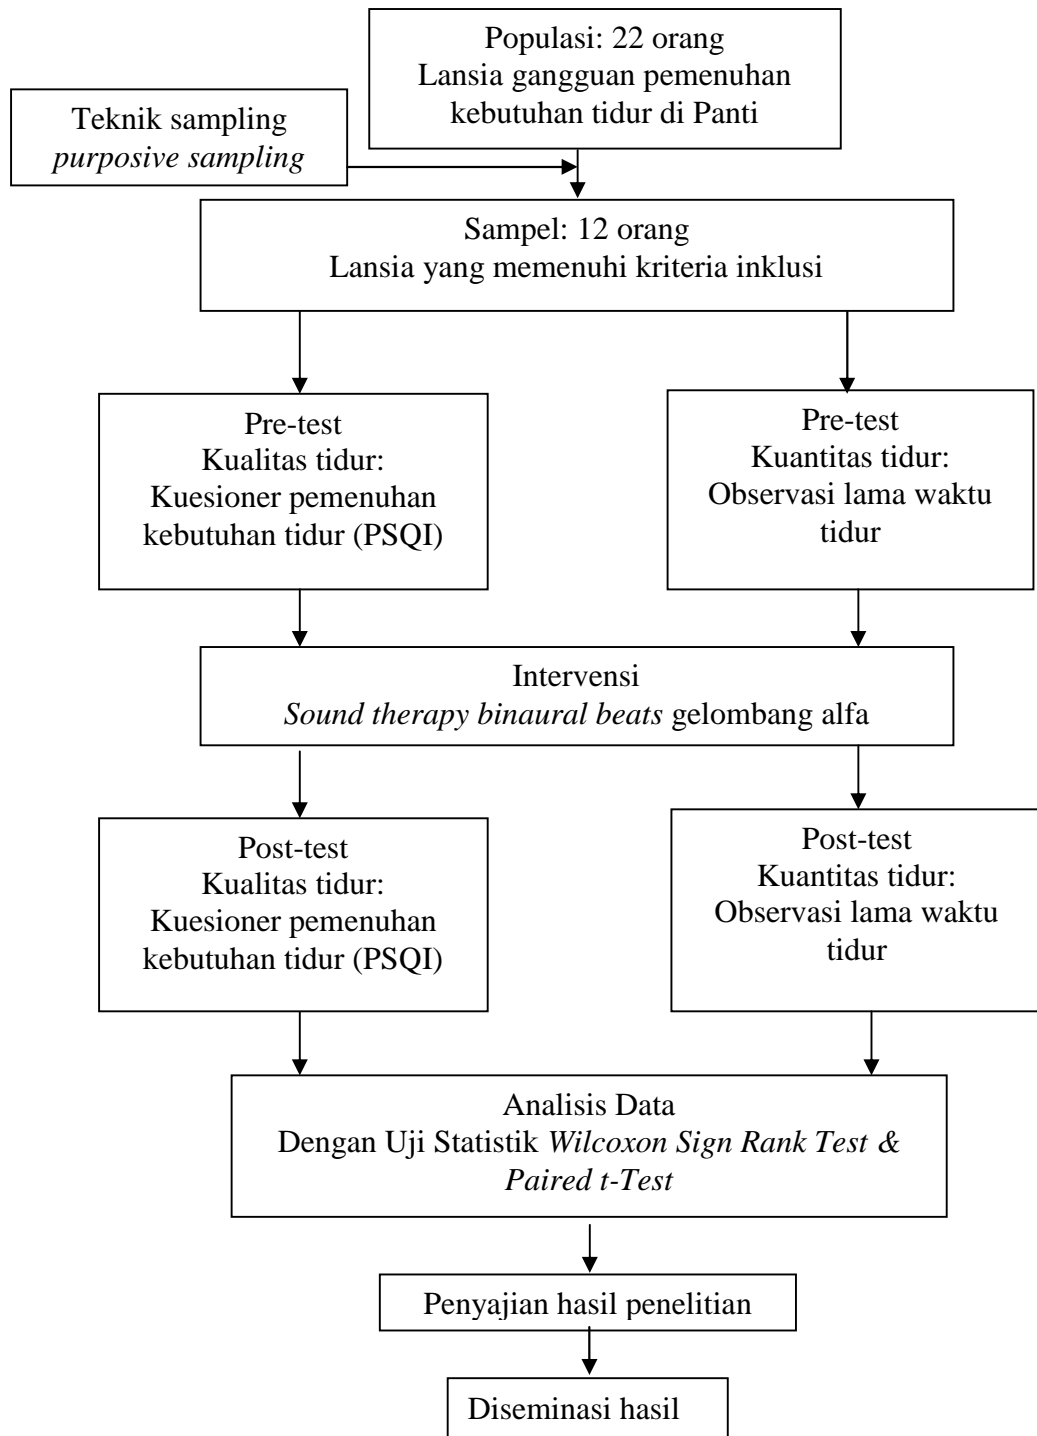 Populasi: 22 orang
Lansia gangguan pemenuhan
kebutuhan tidur di Panti
Teknik sampling
purposive sampling
Sampel: 12 orang
Lansia yang memenuhi kriteria inklusi
Pre-test
Kualitas tidur:
Kuesioner pemenuhan
kebutuhan tidur (PSQI)
Pre-test
Kuantitas tidur:
Observasi lama waktu
tidur
Intervensi
Sound therapy binaural beats gelombang alfa
Post-test
Kualitas tidur:
Kuesioner pemenuhan
kebutuhan tidur (PSQI)
Post-test
Kuantitas tidur:
Observasi lama waktu
tidur
Analisis Data
Dengan Uji Statistik Wilcoxon Sign Rank Test &
Paired t-Test
Penyajian hasil penelitian
Diseminasi hasil